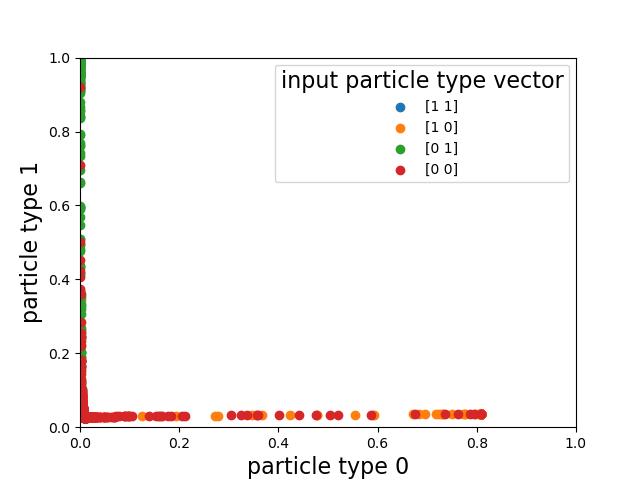 1.0
0.8
0.6
0.4
0.2
0.0
particle type 1
input particle type vector
[1 1]
[1 0]
[0 1]
[0 0]
0.0 0.2 0.4 0.6 0.8 1.0
particle type 0